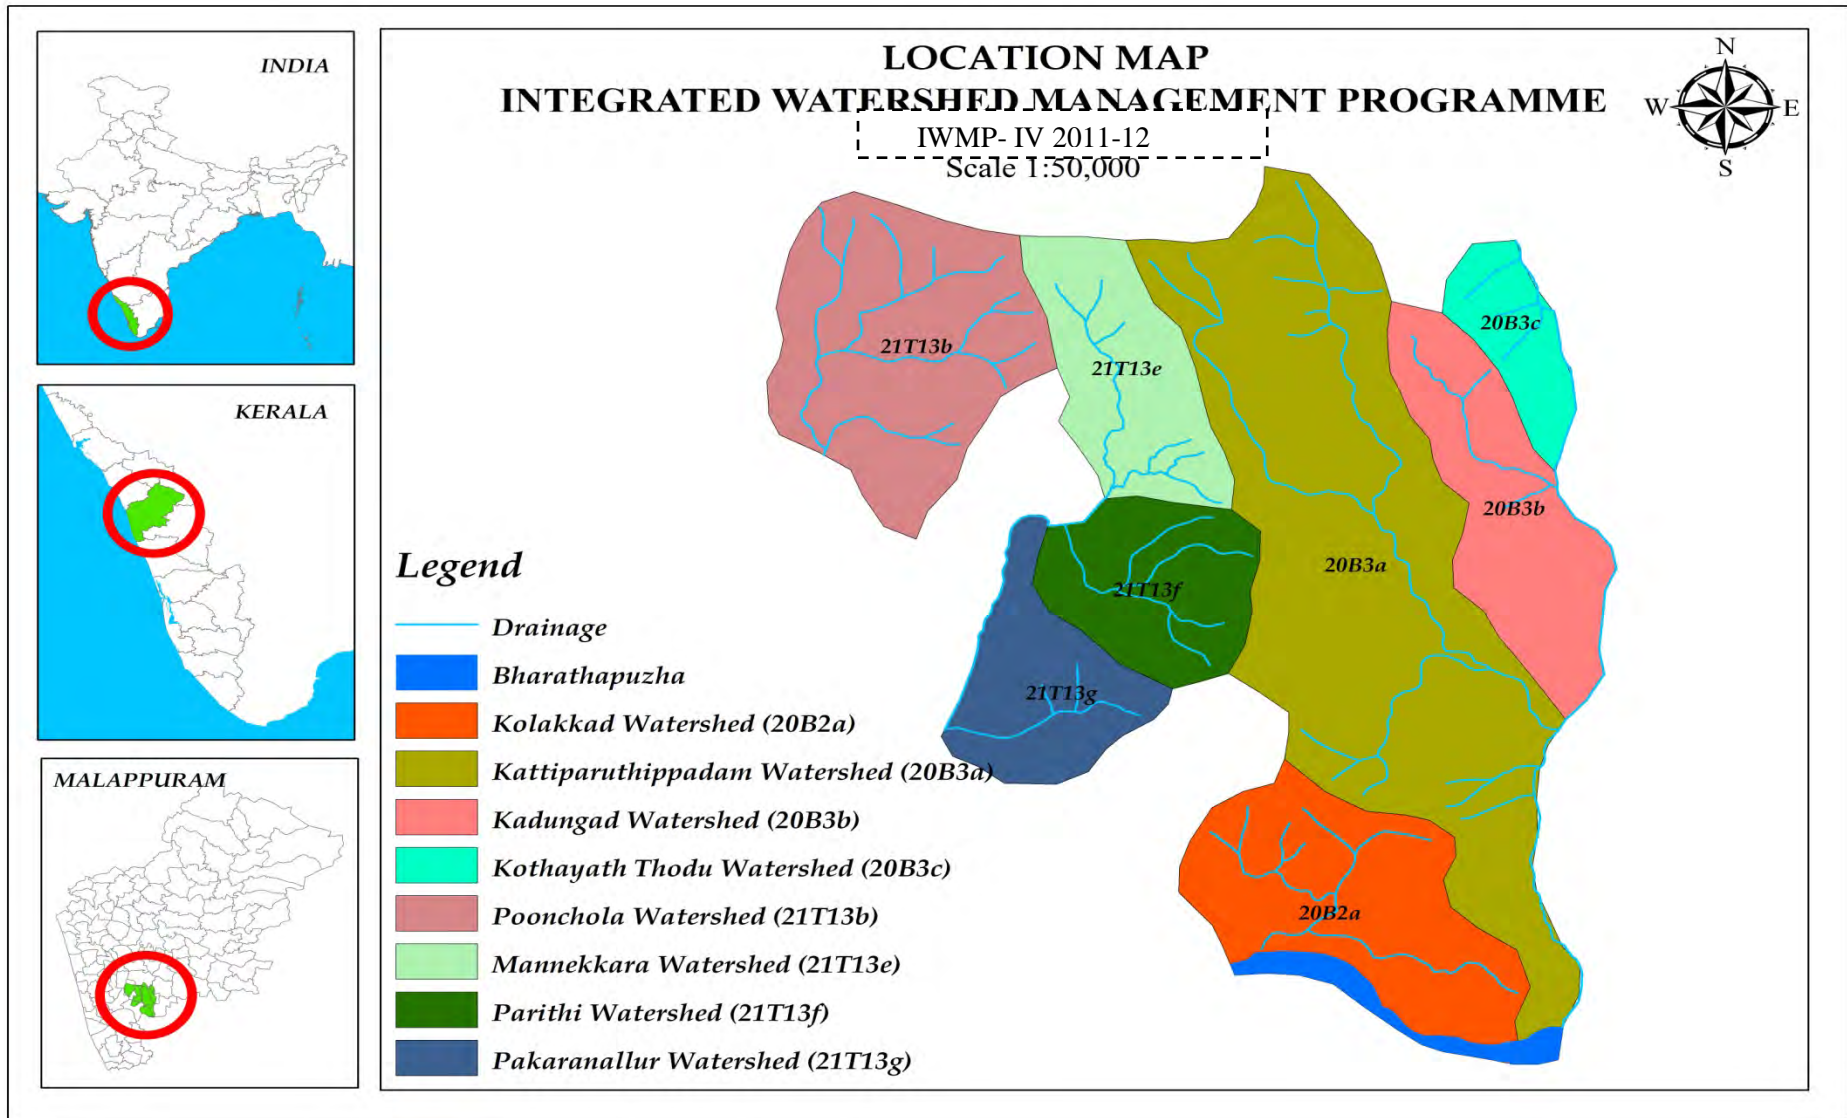 INDIA
KERALA
MALAPPURAM
LOCATION MAP
INTEGRATED WATERSHED MANAGEMENT PROGRAMME
IWMP- IV 2011-12
Scale 1:50,000
N
W
E
S
21T13b
21T13e
20B3c
20B3b
20B3a
21T13f
21T13g
20B2a
Legend
Drainage
Bharathapuzha
Kolakkad Watershed (20B2a)
Kattiparuthippadam Watershed (20B3a)
Kadungad Watershed (20B3b)
Kothayath Thodu Watershed (20B3c)
Poonchola Watershed (21T13b)
Mannekkara Watershed (21T13e)
Parithi Watershed (21T13f)
Pakaranallur Watershed (21T13g)